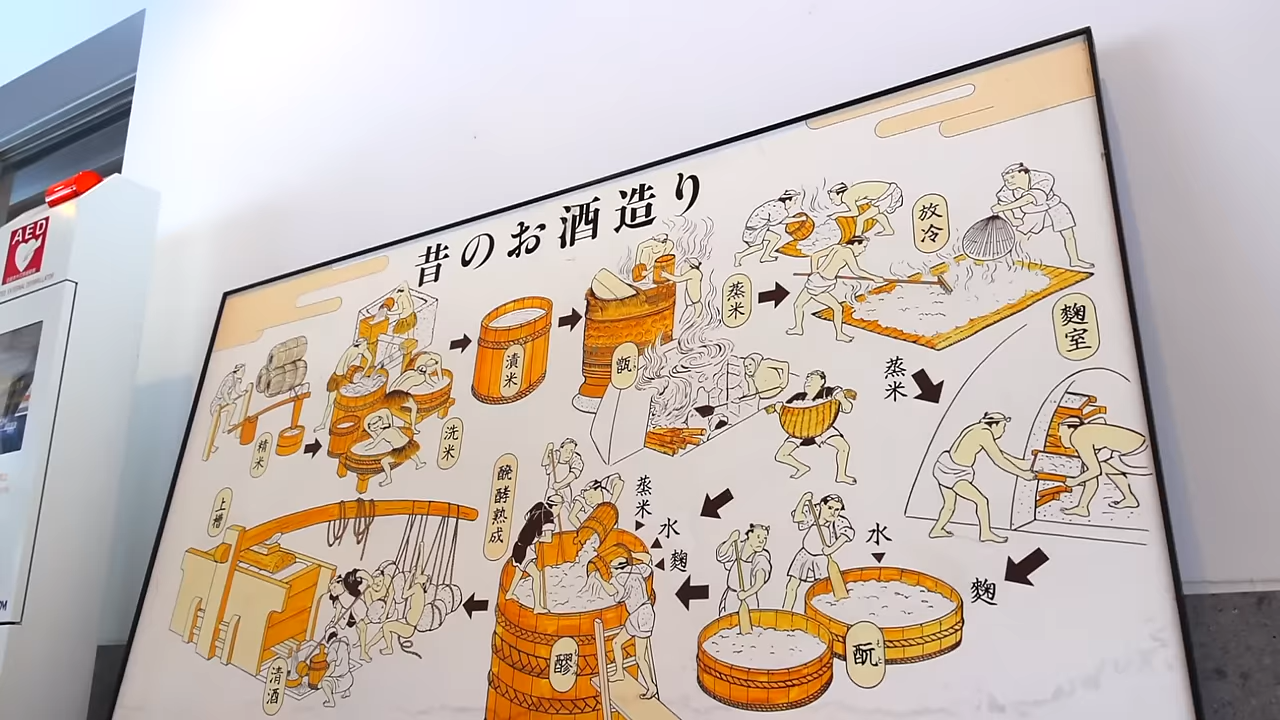 AED
昔のお酒造り
精米
洗米
漬米
甑
蒸米
放冷
麹室
蒸米
麹
水
酛
もと
蒸米
水
麹
醗酵熟成
醪
上槽
清酒